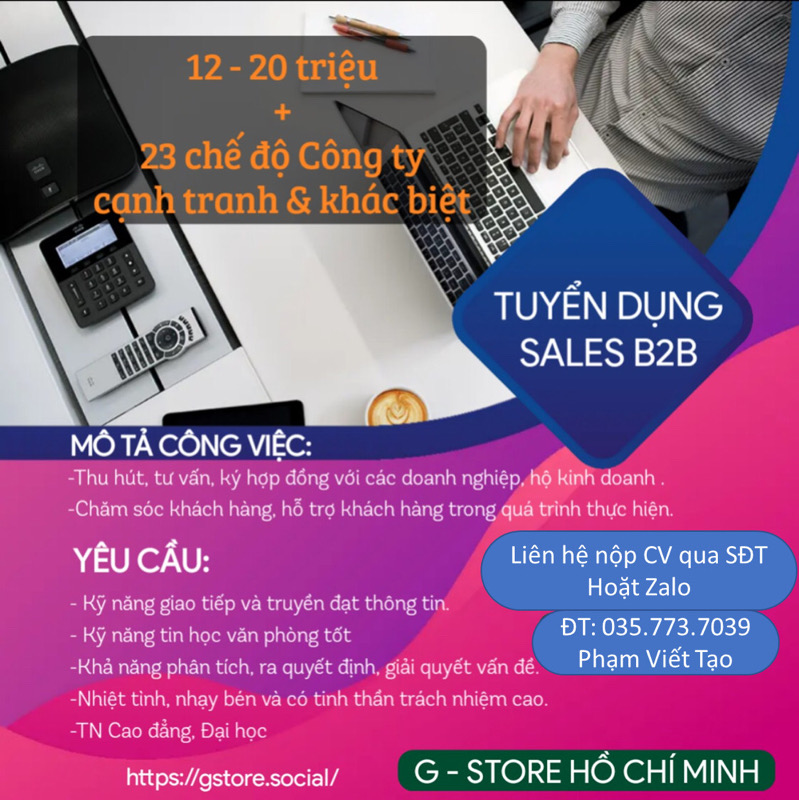 12 - 20 triệu
+
23 chế độ Công ty
cạnh tranh & khác biệt
TUYỂN DỤNG
SALES B2B
MÔ TẢ CÔNG VIỆC:
-Thu hút, tư vấn, ký hợp đồng với các doanh nghiệp, hộ kinh doanh .
-Chăm sóc khách hàng, hỗ trợ khách hàng trong quá trình thực hiện.
YÊU CẦU:
- Kỹ năng giao tiếp và truyền đạt thông tin.
- Kỹ năng tin học văn phòng tốt
-Khả năng phân tích, ra quyết định, giải quyết vấn đề.
-Nhiệt tình, nhạy bén và có tinh thần trách nhiệm cao.
-TN Cao đẳng, Đại học
Liên hệ nộp CV qua SĐT
Hoặt Zalo
ĐT: 035.773.7039
Phạm Viết Tạo
https://gstore.social/
G - STORE HỒ CHÍ MINH